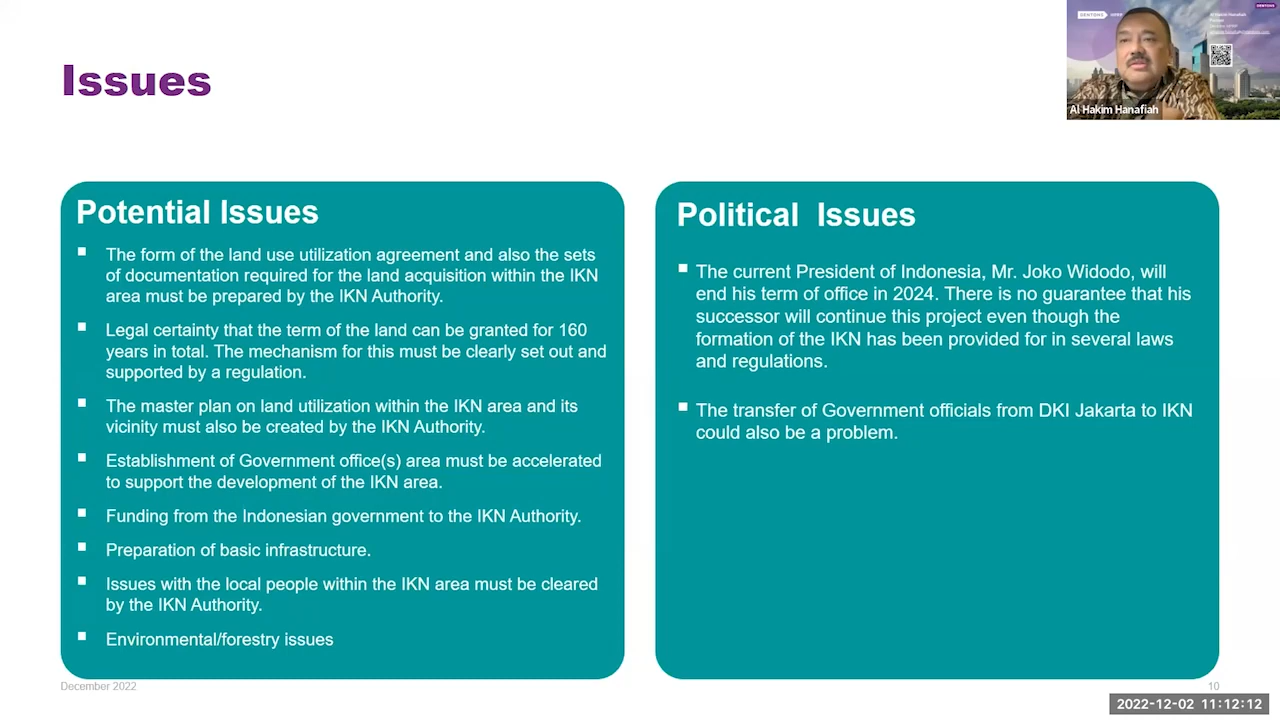 Issues
DENTONS
HPRP
DENTONS
Al Hakim Hanafiah
Al Hakim Hanafiah
Potential Issues
▪ The form of the land use utilization agreement and also the sets
of documentation required for the land acquisition within the IKN
area must be prepared by the IKN Authority.
▪ Legal certainty that the term of the land can be granted for 160
years in total. The mechanism for this must be clearly set out and
supported by a regulation.
▪ The master plan on land utilization within the IKN area and its
vicinity must also be created by the IKN Authority.
▪ Establishment of Government office(s) area must be accelerated
to support the development of the IKN area.
▪ Funding from the Indonesian government to the IKN Authority.
▪ Preparation of basic infrastructure.
▪ Issues with the local people within the IKN area must be cleared
by the IKN Authority.
▪ Environmental/forestry issues
Political Issues
▪ The current President of Indonesia, Mr. Joko Widodo, will
end his term of office in 2024. There is no guarantee that his
successor will continue this project even though the
formation of the IKN has been provided for in several laws
and regulations.
▪ The transfer of Government officials from DKI Jakarta to IKN
could also be a problem.
December 2022
10
2022-12-02 11:12:12